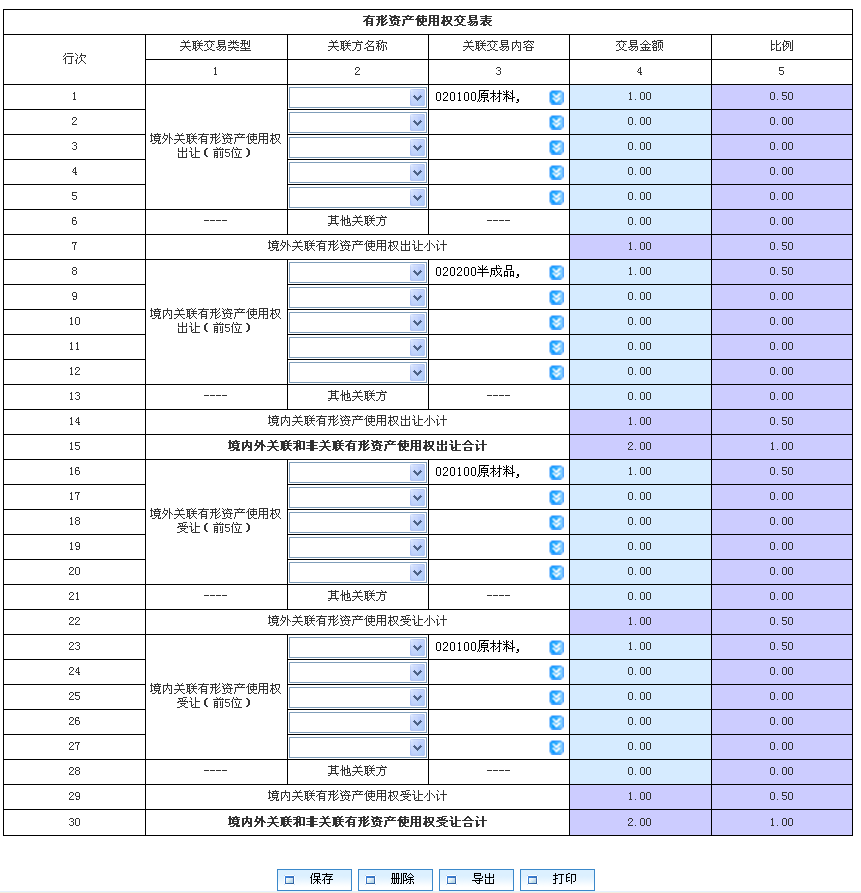 有形资产使用权交易表
行次 关联交易类型 关联方名称 关联交易内容 交易金额 比例
1 2 3 4 5
1 境外关联有形资产使用权出让(前5位) 020100原材料, 1.00 0.50
2 0.00 0.00
3 0.00 0.00
4 0.00 0.00
5 0.00 0.00
6 ---- 其他关联方 ---- 0.00 0.00
7 境外关联有形资产使用权出让小计 1.00 0.50
8 境内关联有形资产使用权出让(前5位) 020200半成品, 1.00 0.50
9 0.00 0.00
10 0.00 0.00
11 0.00 0.00
12 0.00 0.00
13 ---- 其他关联方 ---- 0.00 0.00
14 境内关联有形资产使用权出让小计 1.00 0.50
15 境内外关联和非关联有形资产使用权出让合计 2.00 1.00
16 境外关联有形资产使用权受让(前5位) 020100原材料, 1.00 0.50
17 0.00 0.00
18 0.00 0.00
19 0.00 0.00
20 0.00 0.00
21 ---- 其他关联方 ---- 0.00 0.00
22 境外关联有形资产使用权受让小计 1.00 0.50
23 境内关联有形资产使用权受让(前5位) 020100原材料, 1.00 0.50
24 0.00 0.00
25 0.00 0.00
26 0.00 0.00
27 0.00 0.00
28 ---- 其他关联方 ---- 0.00 0.00
29 境内关联有形资产使用权受让小计 1.00 0.50
30 境内外关联和非关联有形资产使用权受让合计 2.00 1.00
保存 删除 导出 打印